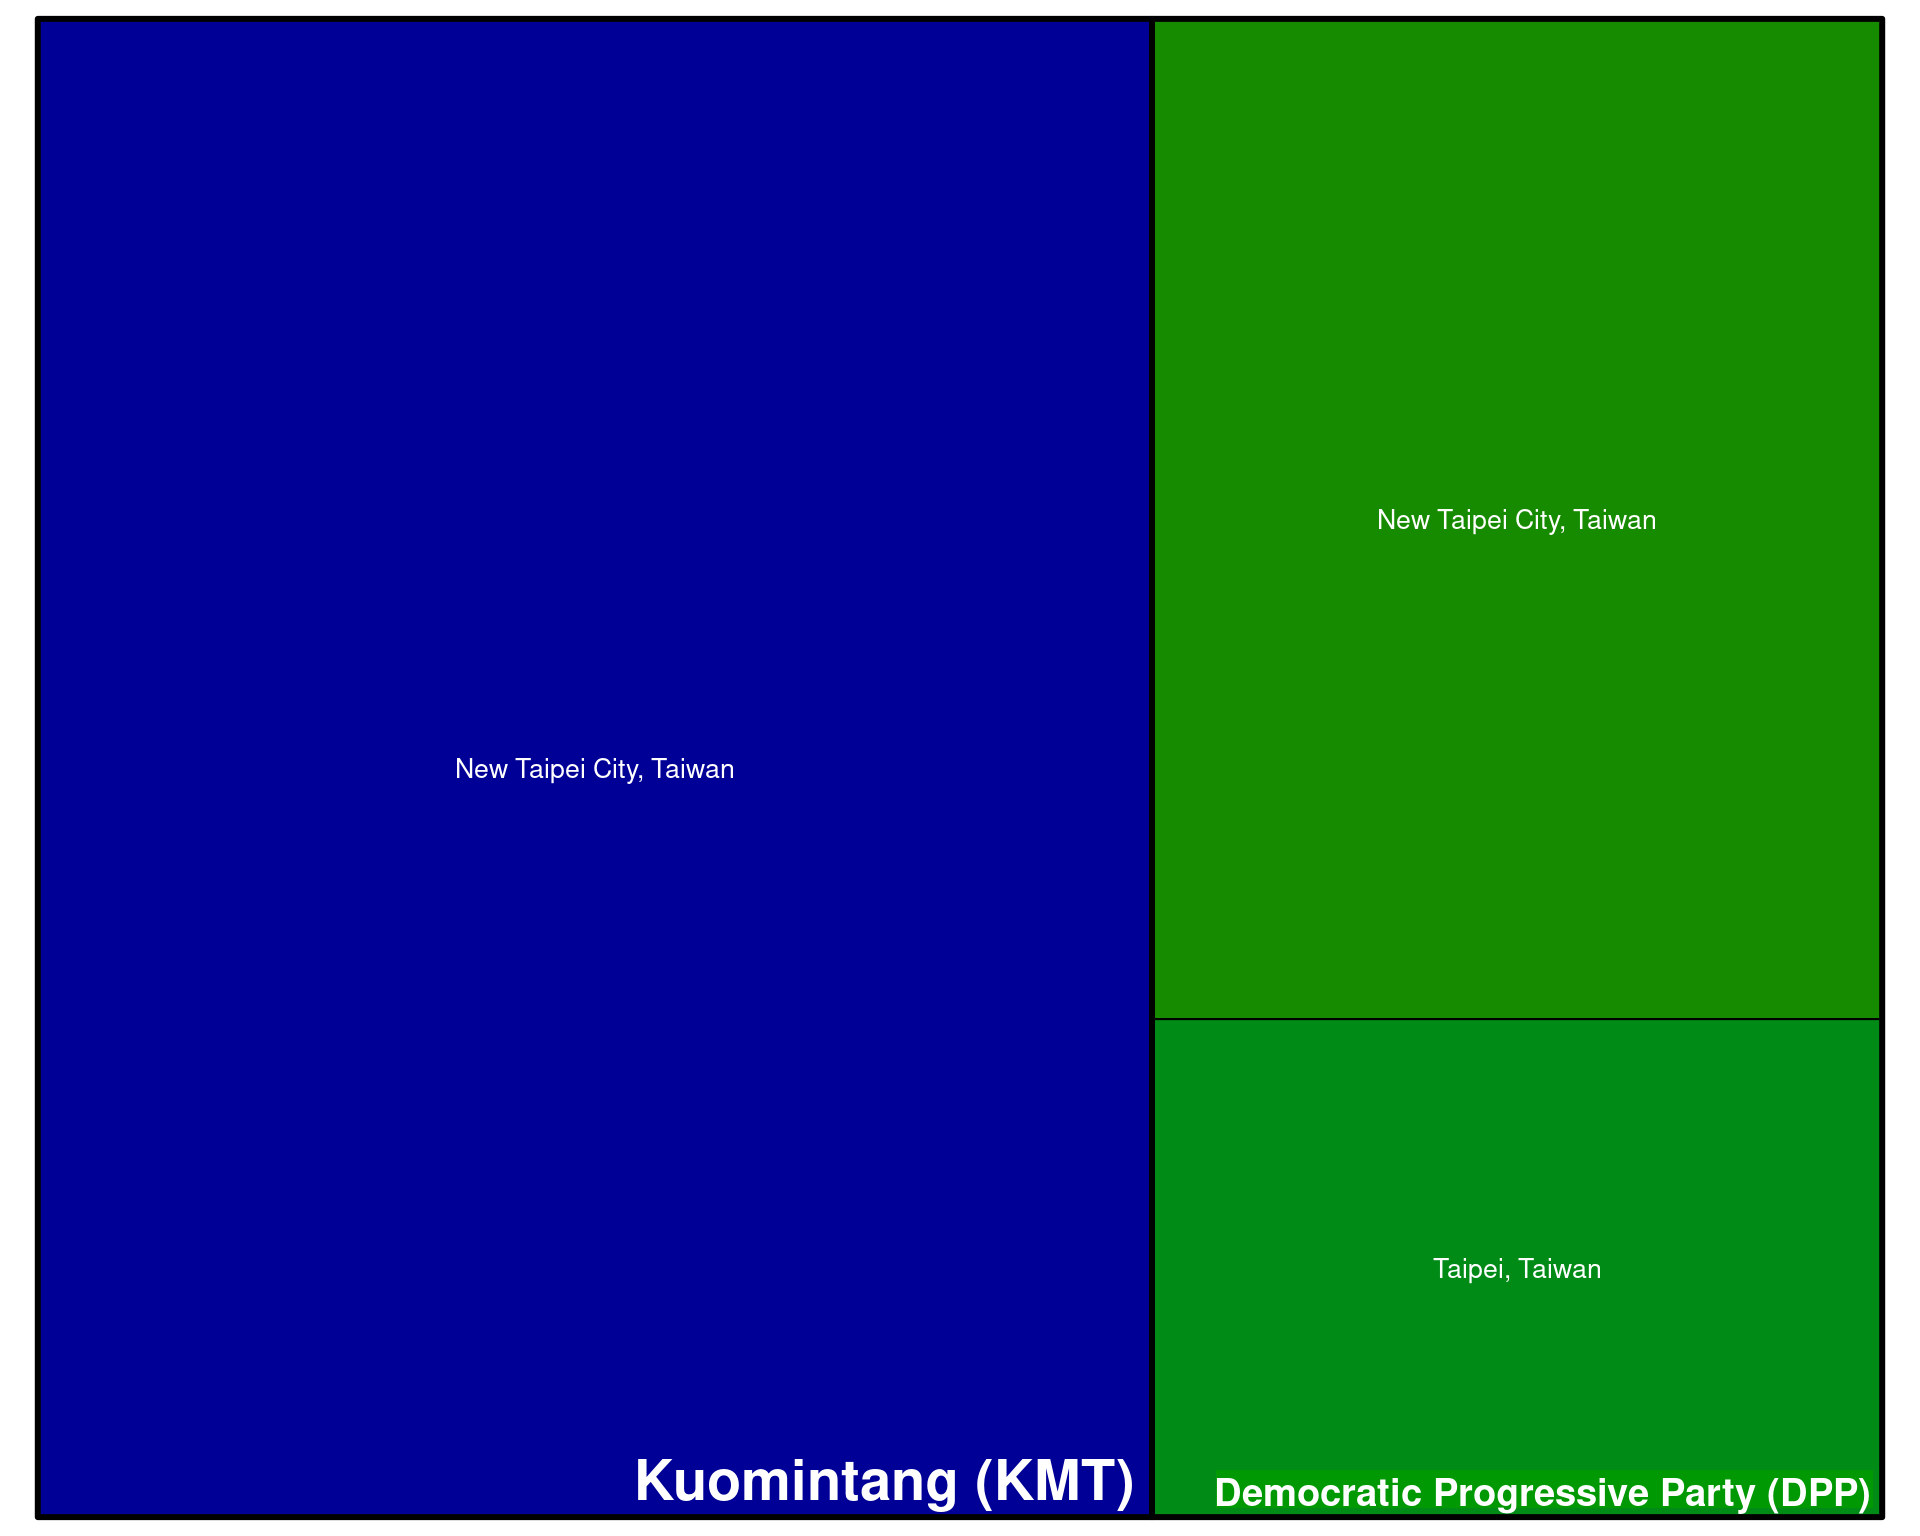 New Taipei City, Taiwan
Kuomintang (KMT)
New Taipei City, Taiwan
Taipei, Taiwan
Democratic Progressive Party (DPP)